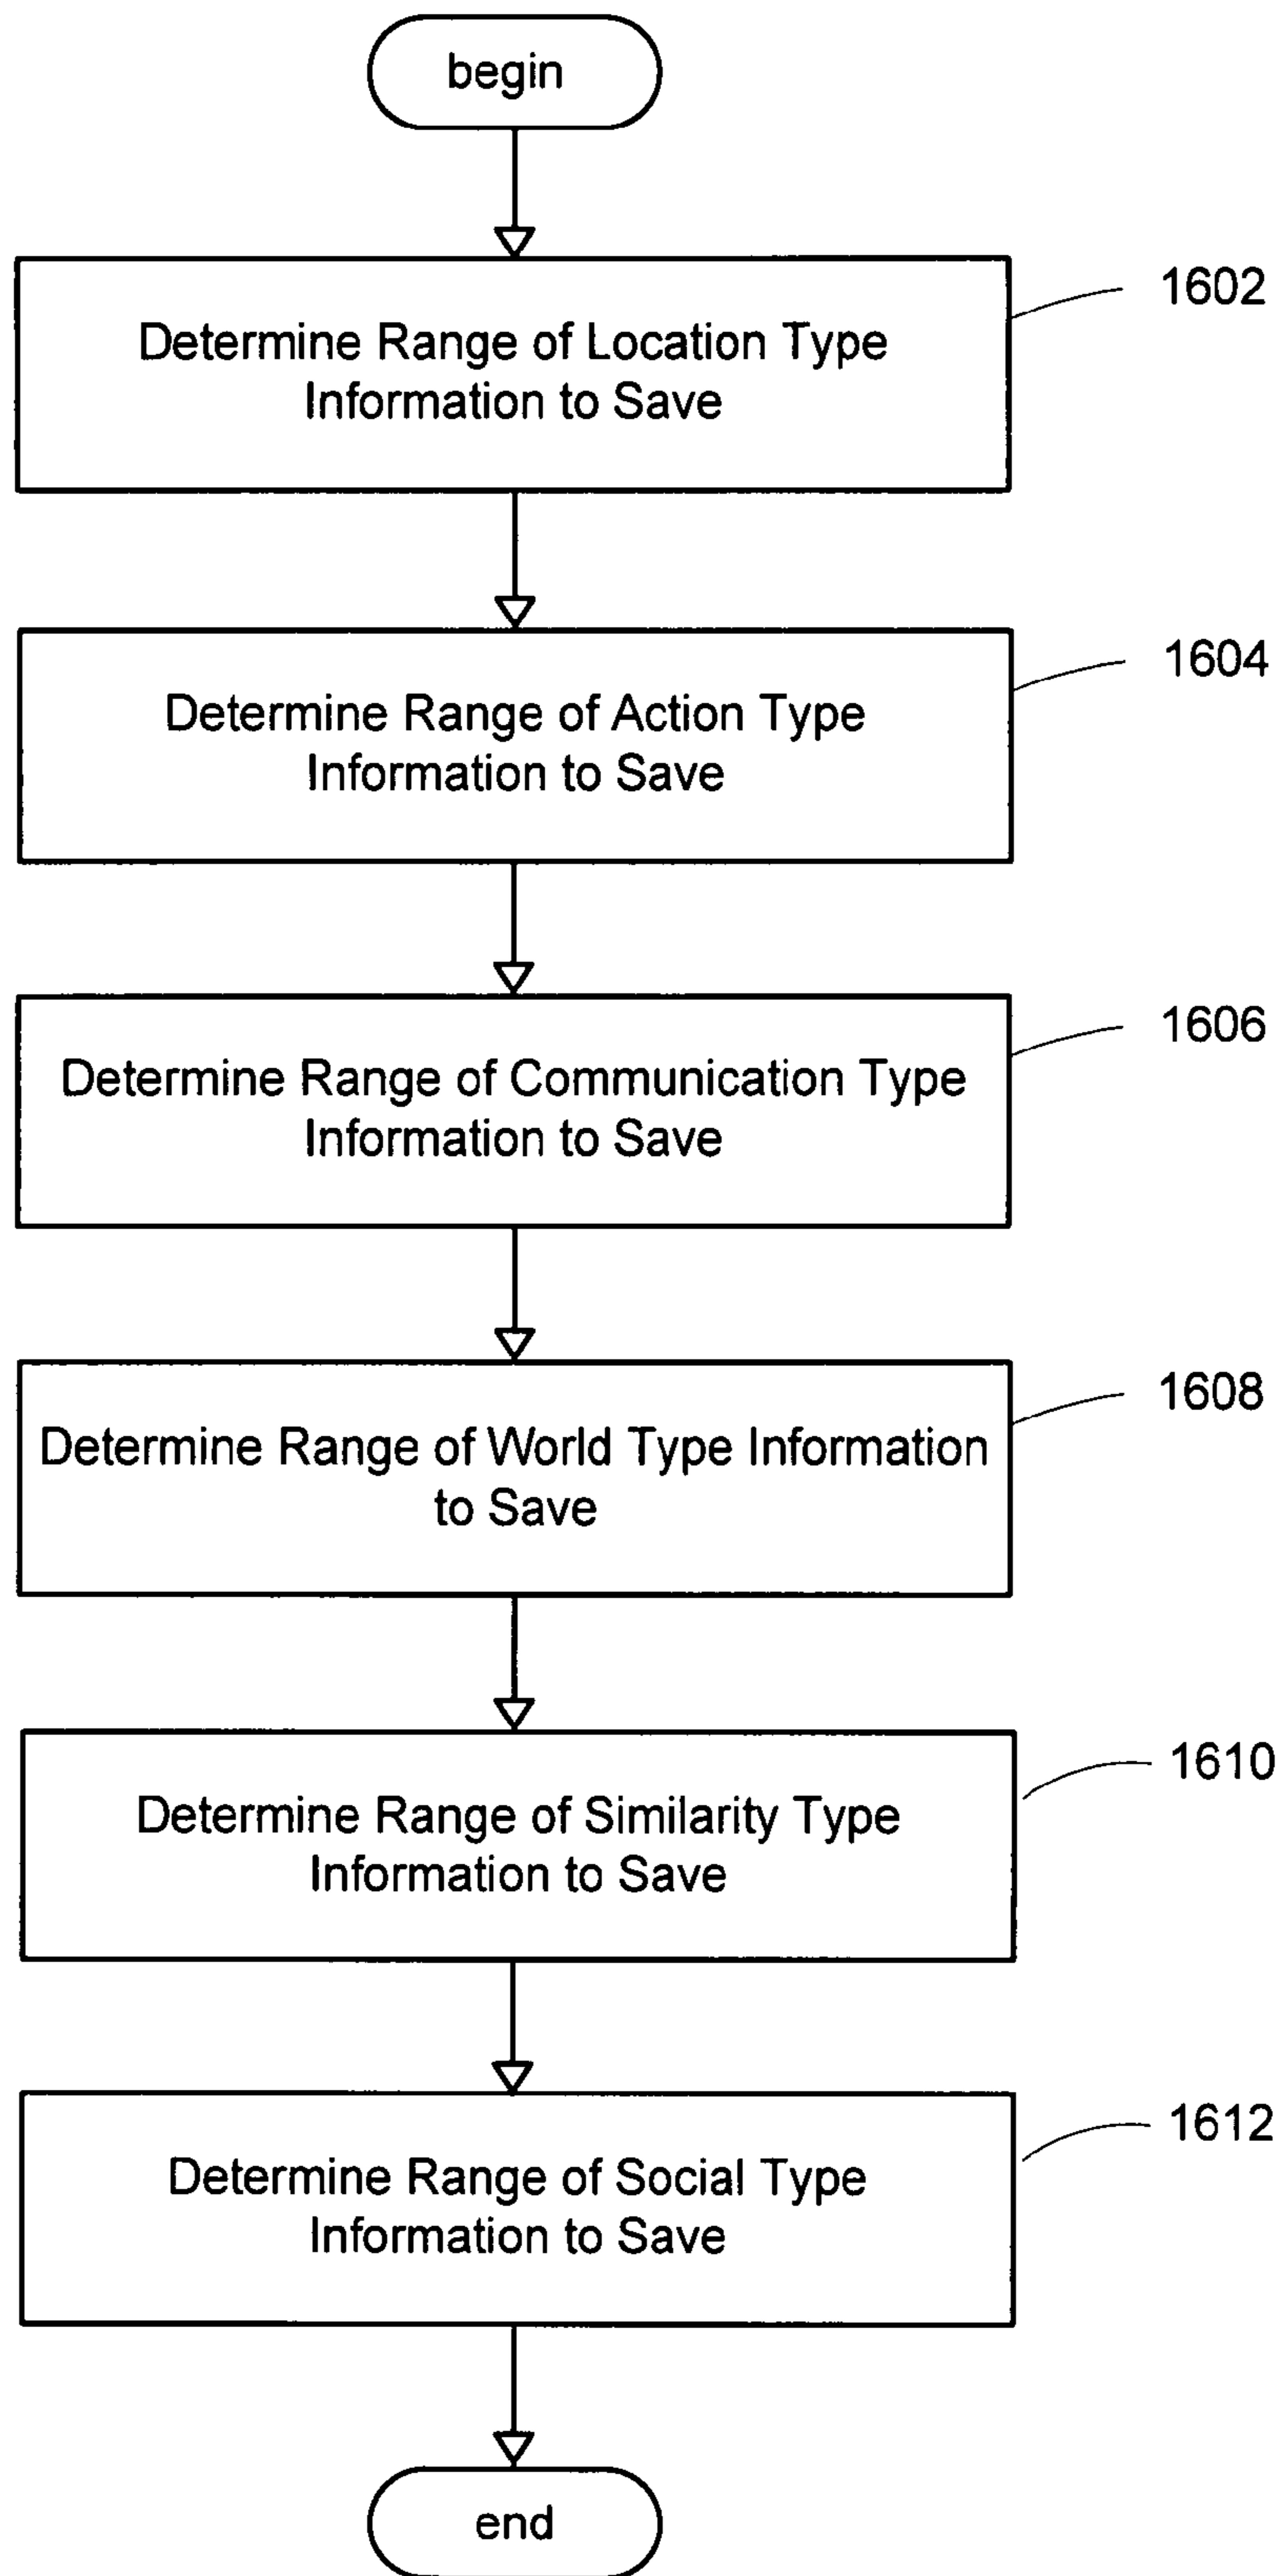 begin
1602
Determine Range of Location Type
Information to Save
1604
Determine Range of Action Type
Information to Save
1606
Determine Range of Communication Type
Information to Save
1608
Determine Range of World Type Information
to Save
1610
Determine Range of Similarity Type
Information to Save
1612
Determine Range of Social Type
Information to Save
end